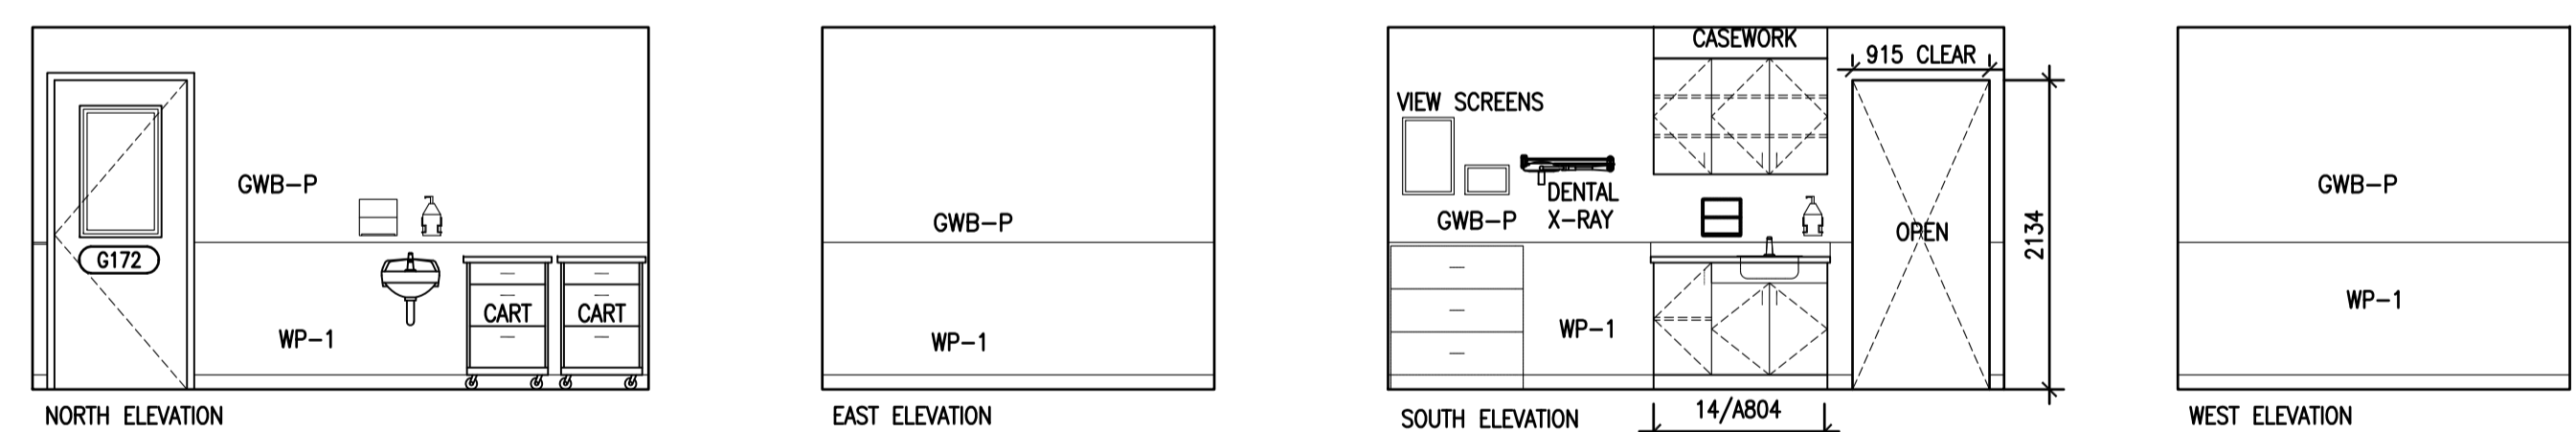 GWB-P
G172
CART
CART
WP-1
NORTH ELEVATION
GWB-P
WP-1
EAST ELEVATION
CASEWORK
915 CLEAR
VIEW SCREENS
DENTAL
X-RAY
GWB-P
OPEN
2134
WP-1
14/A804
SOUTH ELEVATION
GWB-P
WP-1
WEST ELEVATION